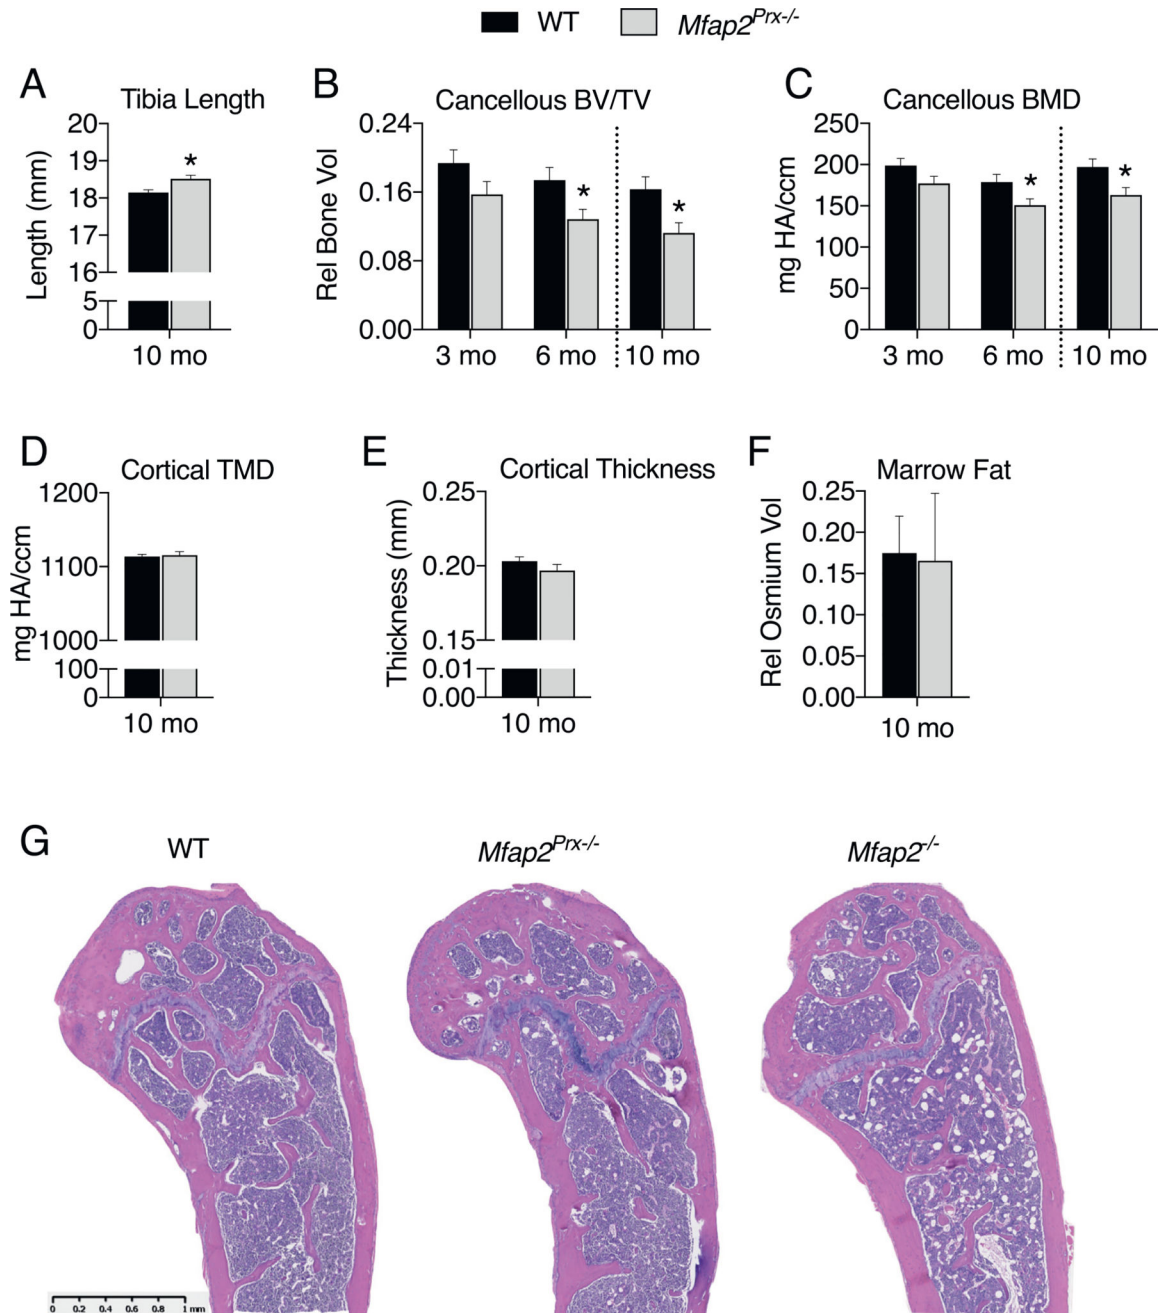 WT Mfap2Prx-/-
A Tibia Length
Length (mm)
20
19
18
17
16
5
0
*
10 mo
B Cancellous BV/TV
Rel Bone Vol
0.24
0.16
0.08
0.00
*
*
3 mo 6 mo 10 mo
C Cancellous BMD
mg HA/ccm
250
200
150
100
50
0
*
*
3 mo 6 mo 10 mo
D Cortical TMD
mg HA/ccm
1200
1100
1000
100
0
10 mo
E Cortical Thickness
Thickness (mm)
0.25
0.20
0.15
0.01
0.00
10 mo
F Marrow Fat
Rel Osmium Vol
0.25
0.20
0.15
0.10
0.05
0.00
10 mo
G WT Mfap2Prx-/- Mfap2-/-
0 0.2 0.4 0.6 0.8 1 mm